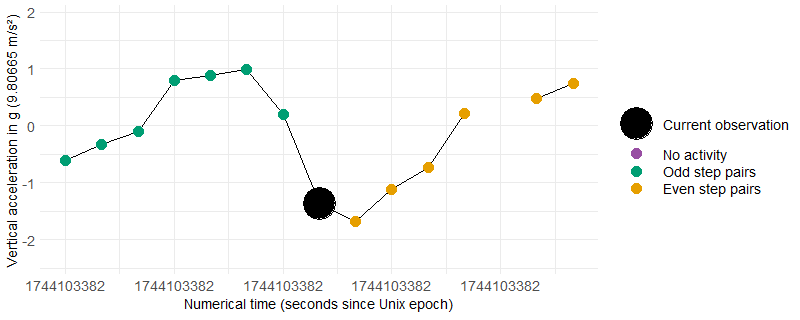 Vertical acceleration in g (9.80665 m/s²)
2
1
0
-1
-2
1744103382 1744103382 1744103382 1744103382 1744103382
Numerical time (seconds since Unix epoch)
Current observation
No activity
Odd step pairs
Even step pairs